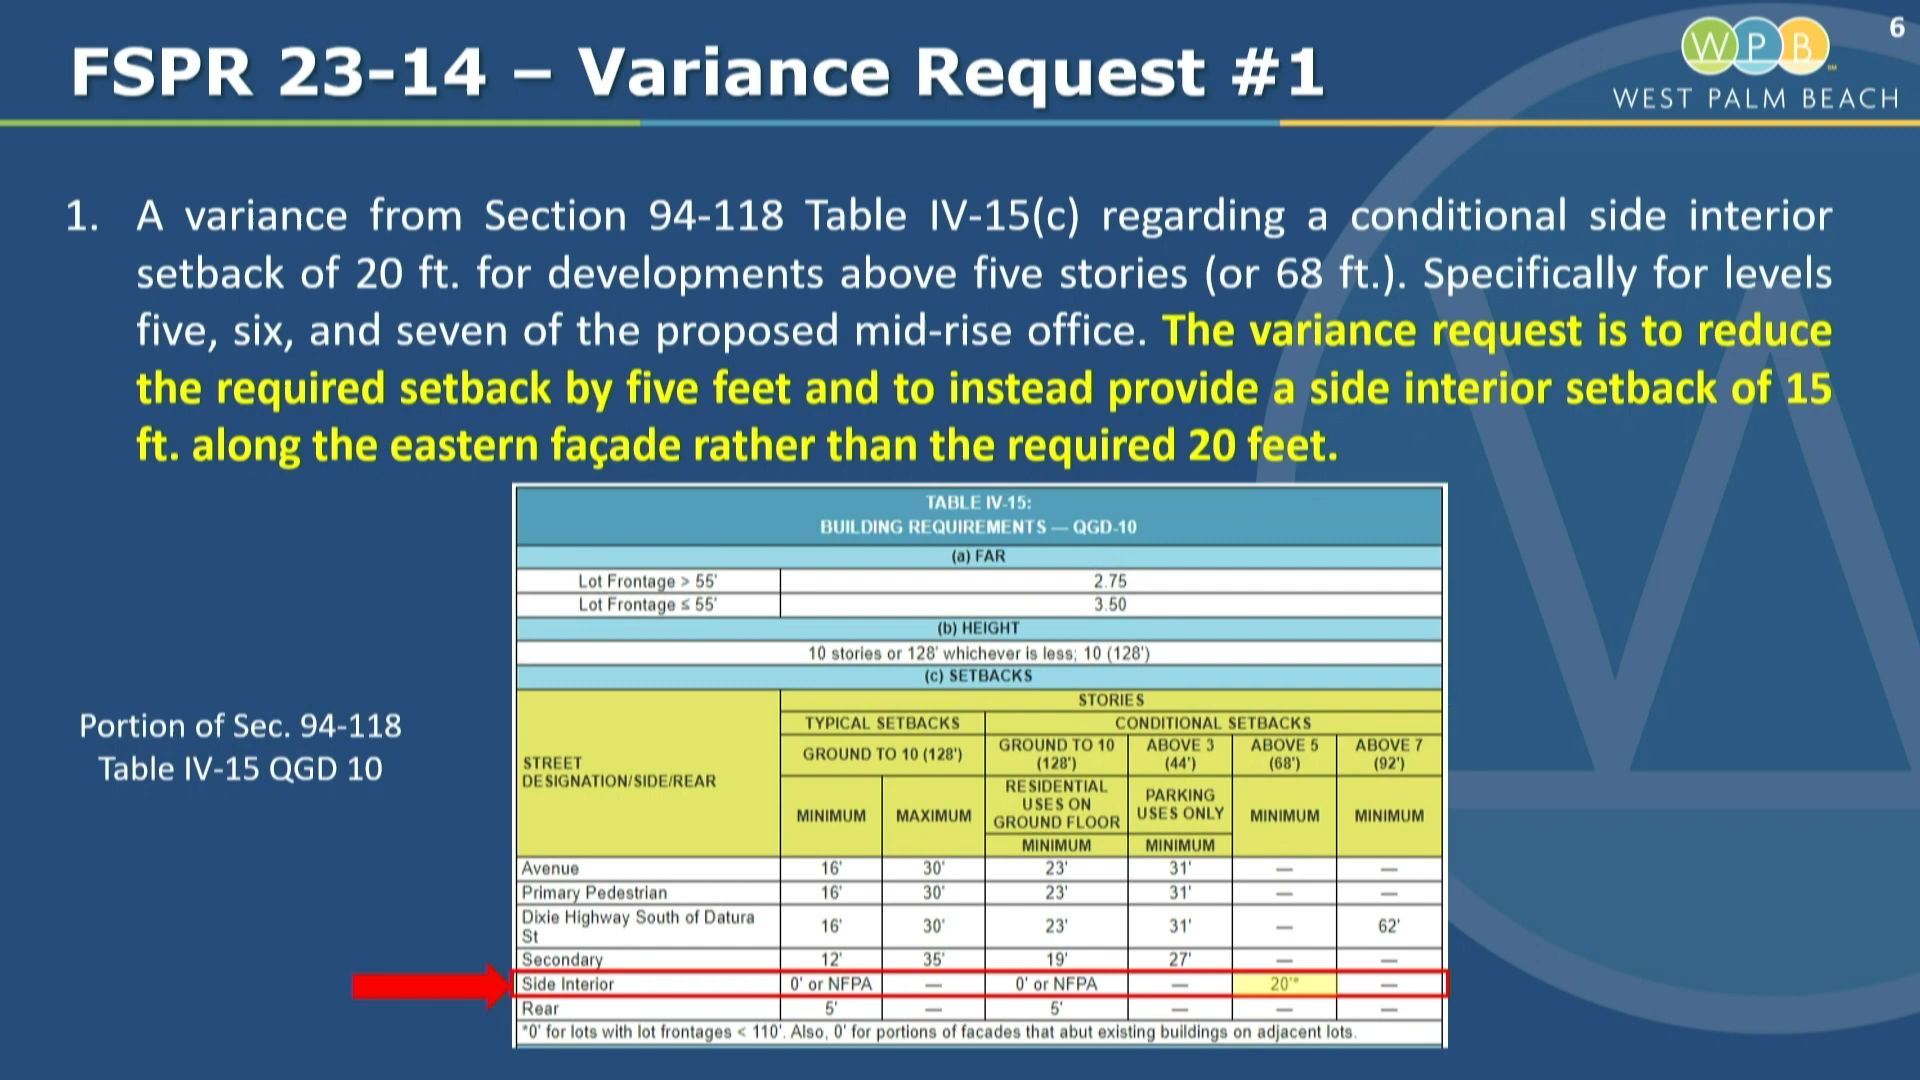 6
FSPR 23-14 – Variance Request #1
WPB
WEST PALM BEACH
1. A variance from Section 94-118 Table IV-15(c) regarding a conditional side interior
setback of 20 ft. for developments above five stories (or 68 ft.). Specifically for levels
five, six, and seven of the proposed mid-rise office. The variance request is to reduce
the required setback by five feet and to instead provide a side interior setback of 15
ft. along the eastern façade rather than the required 20 feet.
Portion of Sec. 94-118
Table IV-15 QGD 10
TABLE IV-15:
BUILDING REQUIREMENTS — QGD-10
(a) FAR
Lot Frontage > 55' 2.75
Lot Frontage ≤ 55' 3.50
(b) HEIGHT
10 stories or 128' whichever is less; 10 (128')
(c) SETBACKS
STREET
DESIGNATION/SIDE/REAR
STORIES
TYPICAL SETBACKS CONDITIONAL SETBACKS
GROUND TO 10 (128') GROUND TO 10 (128') ABOVE 3 (44') ABOVE 5 (68') ABOVE 7 (92')
MINIMUM MAXIMUM RESIDENTIAL USES ON GROUND FLOOR PARKING USES ONLY MINIMUM MINIMUM
MINIMUM MINIMUM
Avenue 16' 30' 23' 31' — —
Primary Pedestrian 16' 30' 23' 31' — —
Dixie Highway South of Datura
St 16' 30' 23' 31' — 62'
Secondary 12' 35' 19' 27' — —
Side Interior 0' or NFPA — 0' or NFPA — 20'* —
Rear 5' — 5' — — —
*0' for lots with lot frontages < 110'. Also, 0' for portions of facades that abut existing buildings on adjacent lots.